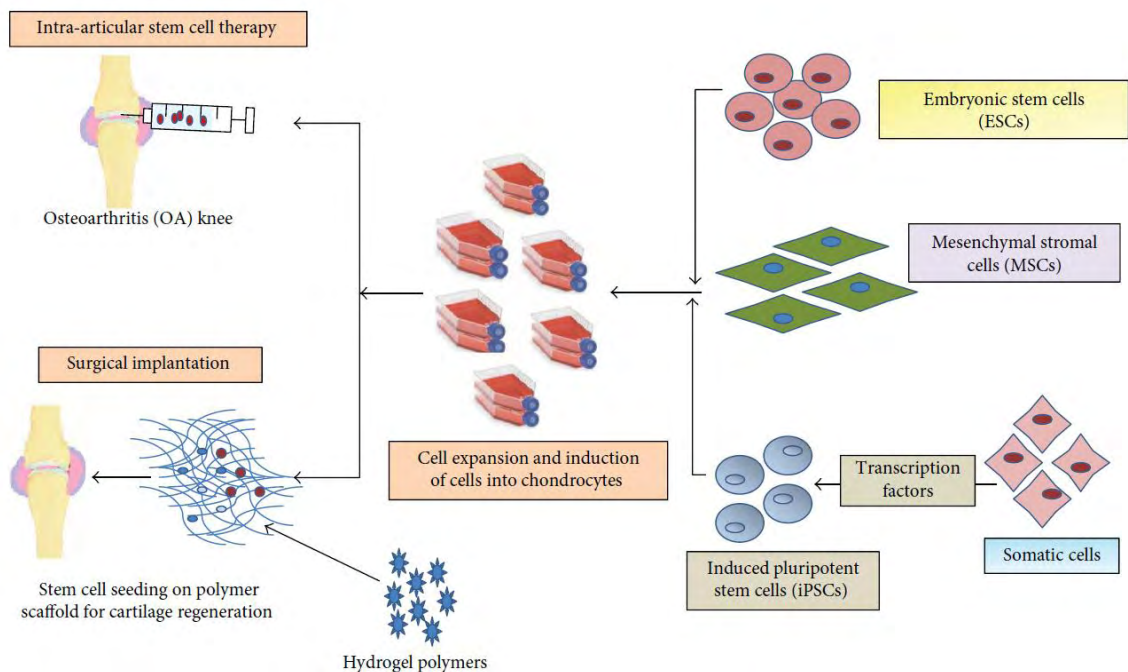 Intra-articular stem cell therapy
Osteoarthritis (OA) knee
Surgical implantation
Stem cell seeding on polymer
scaffold for cartilage regeneration
Hydrogel polymers
Cell expansion and induction
of cells into chondrocytes
Embryonic stem cells
(ESCs)
Mesenchymal stromal
cells (MSCs)
Transcription
factors
Induced pluripotent
stem cells (iPSCs)
Somatic cells